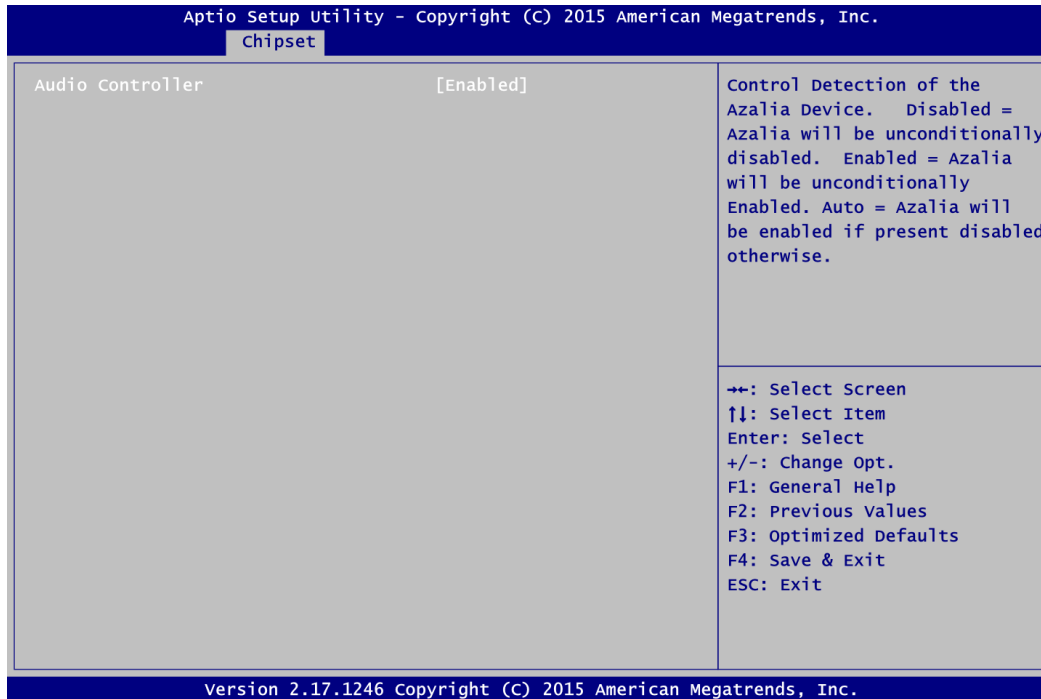 Aptio Setup Utility - Copyright (C) 2015 American Megatrends, Inc.
Chipset
Audio Controller [Enabled]
Control Detection of the
Azalia Device. Disabled =
Azalia will be unconditionally
disabled. Enabled = Azalia
will be unconditionally
Enabled. Auto = Azalia will
be enabled if present disabled
otherwise.
→←: Select Screen
↑↓: Select Item
Enter: Select
+/-: Change Opt.
F1: General Help
F2: Previous Values
F3: Optimized Defaults
F4: Save & Exit
ESC: Exit
Version 2.17.1246 Copyright (C) 2015 American Megatrends, Inc.